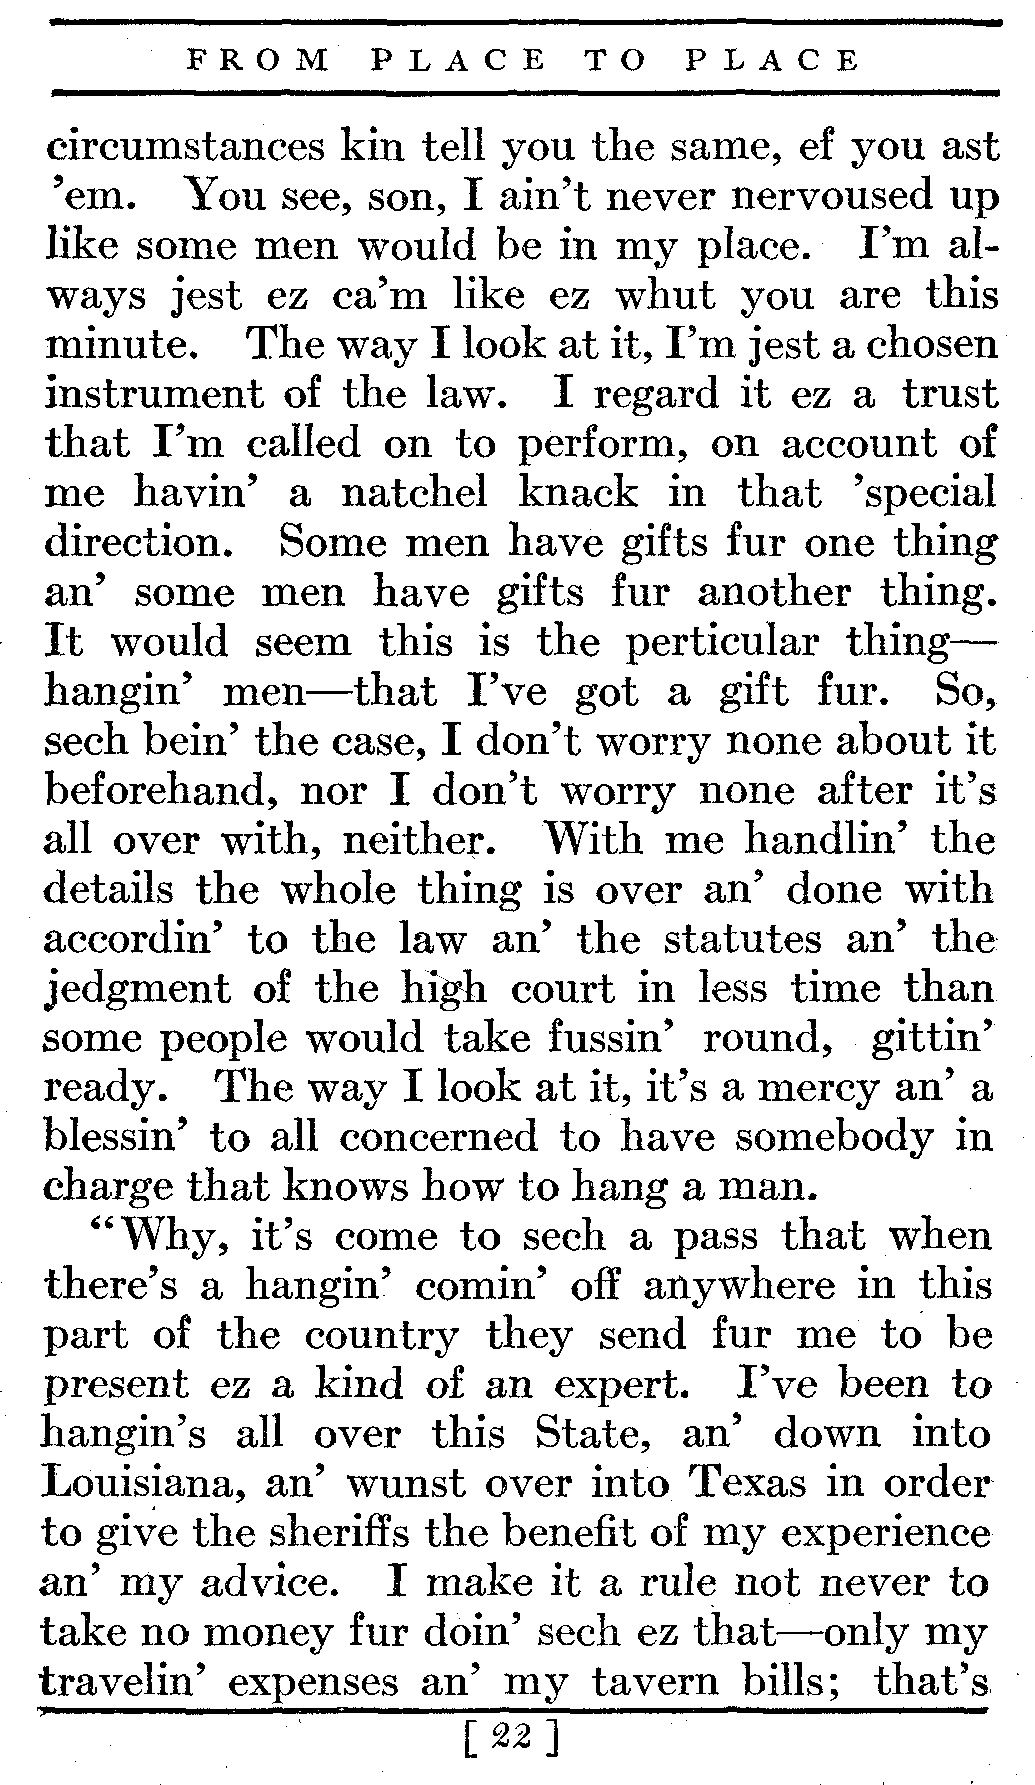 FROM PLACE TO PLACE
circumstances kin tell you the same, ef you ast
’em. You see, son, I ain’t never nervoused up
like some men would be in my place. I’m al-
ways jest ez ca’m like ez whut you are this
minute. The way I look at it, I’m jest a chosen
instrument of the law. I regard it ez a trust
that I’m called on to perform, on account of
me havin’ a natchel knack in that ’special
direction. Some men have gifts fur one thing
an’ some men have gifts fur another thing.
It would seem this is the perticular thing—
hangin’ men—that I’ve got a gift fur. So,
sech bein’ the case, I don’t worry none about it
beforehand, nor I don’t worry none after it’s
all over with, neither. With me handlin’ the
details the whole thing is over an’ done with
accordin’ to the law an’ the statutes an’ the
jedgment of the high court in less time than
some people would take fussin’ round, gittin’
ready. The way I look at it, it’s a mercy an’ a
blessin’ to all concerned to have somebody in
charge that knows how to hang a man.
“Why, it’s come to sech a pass that when
there’s a hangin’ comin’ off anywhere in this
part of the country they send fur me to be
present ez a kind of an expert. I’ve been to
hangin’s all over this State, an’ down into
Louisiana, an’ wunst over into Texas in order
to give the sheriffs the benefit of my experience
an’ my advice. I make it a rule not never to
take no money fur doin’ sech ez that—only my
travelin’ expenses an’ my tavern bills; that’s
[ 22 ]